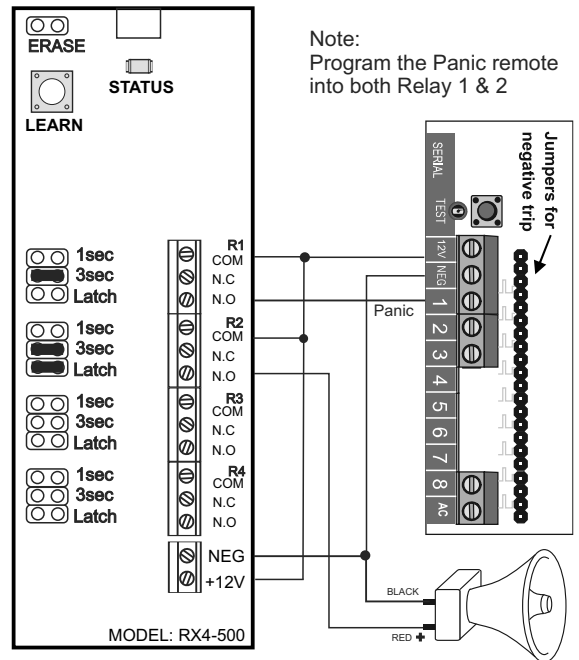 ERASE
STATUS
LEARN
Note:
Program the Panic remote
into both Relay 1 & 2
Jumpers for
negative trip
SERIAL
TEST
12V
NEG
1
2
3
4
5
6
7
8
AC
Panic
1sec
3sec
Latch
R1
COM
N.C
N.O
1sec
3sec
Latch
R2
COM
N.C
N.O
1sec
3sec
Latch
R3
COM
N.C
N.O
1sec
3sec
Latch
R4
COM
N.C
N.O
NEG
+12V
BLACK
RED +
MODEL: RX4-500